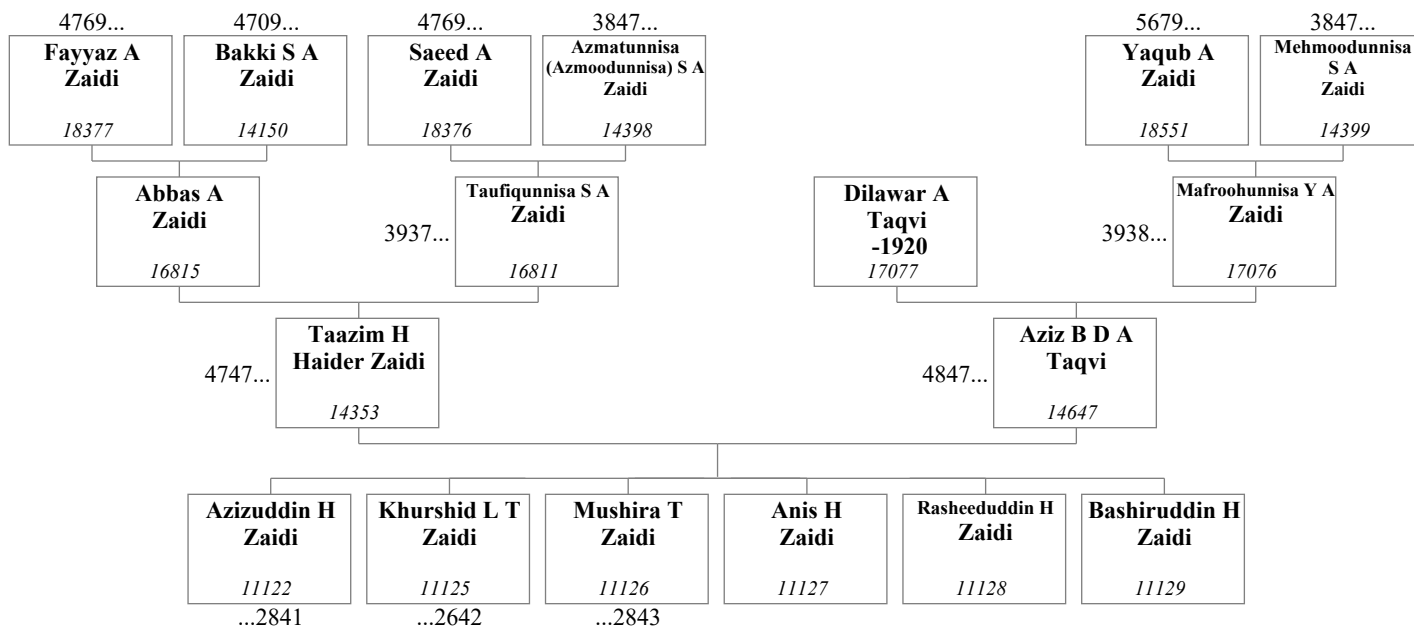 4769...
4709...
4769...
3847...
5679...
3847...
Fayyaz A
Zaidi
18377
Bakki S A
Zaidi
14150
Saeed A
Zaidi
18376
Azmatunnisa
(Azmoodunnisa) S A
Zaidi
14398
Yaqub A
Zaidi
18551
Mehmoodunnisa
S A
Zaidi
14399
Abbas A
Zaidi
16815
3937...
Taufiqunnisa S A
Zaidi
16811
Dilawar A
Taqvi
-1920
17077
3938...
Mafroohunnisa Y A
Zaidi
17076
4747...
Taazim H
Haider Zaidi
14353
4847...
Aziz B D A
Taqvi
14647
Azizuddin H
Zaidi
11122
...2841
Khurshid L T
Zaidi
11125
...2642
Mushira T
Zaidi
11126
...2843
Anis H
Zaidi
11127
Rasheeduddin H
Zaidi
11128
Bashiruddin H
Zaidi
11129